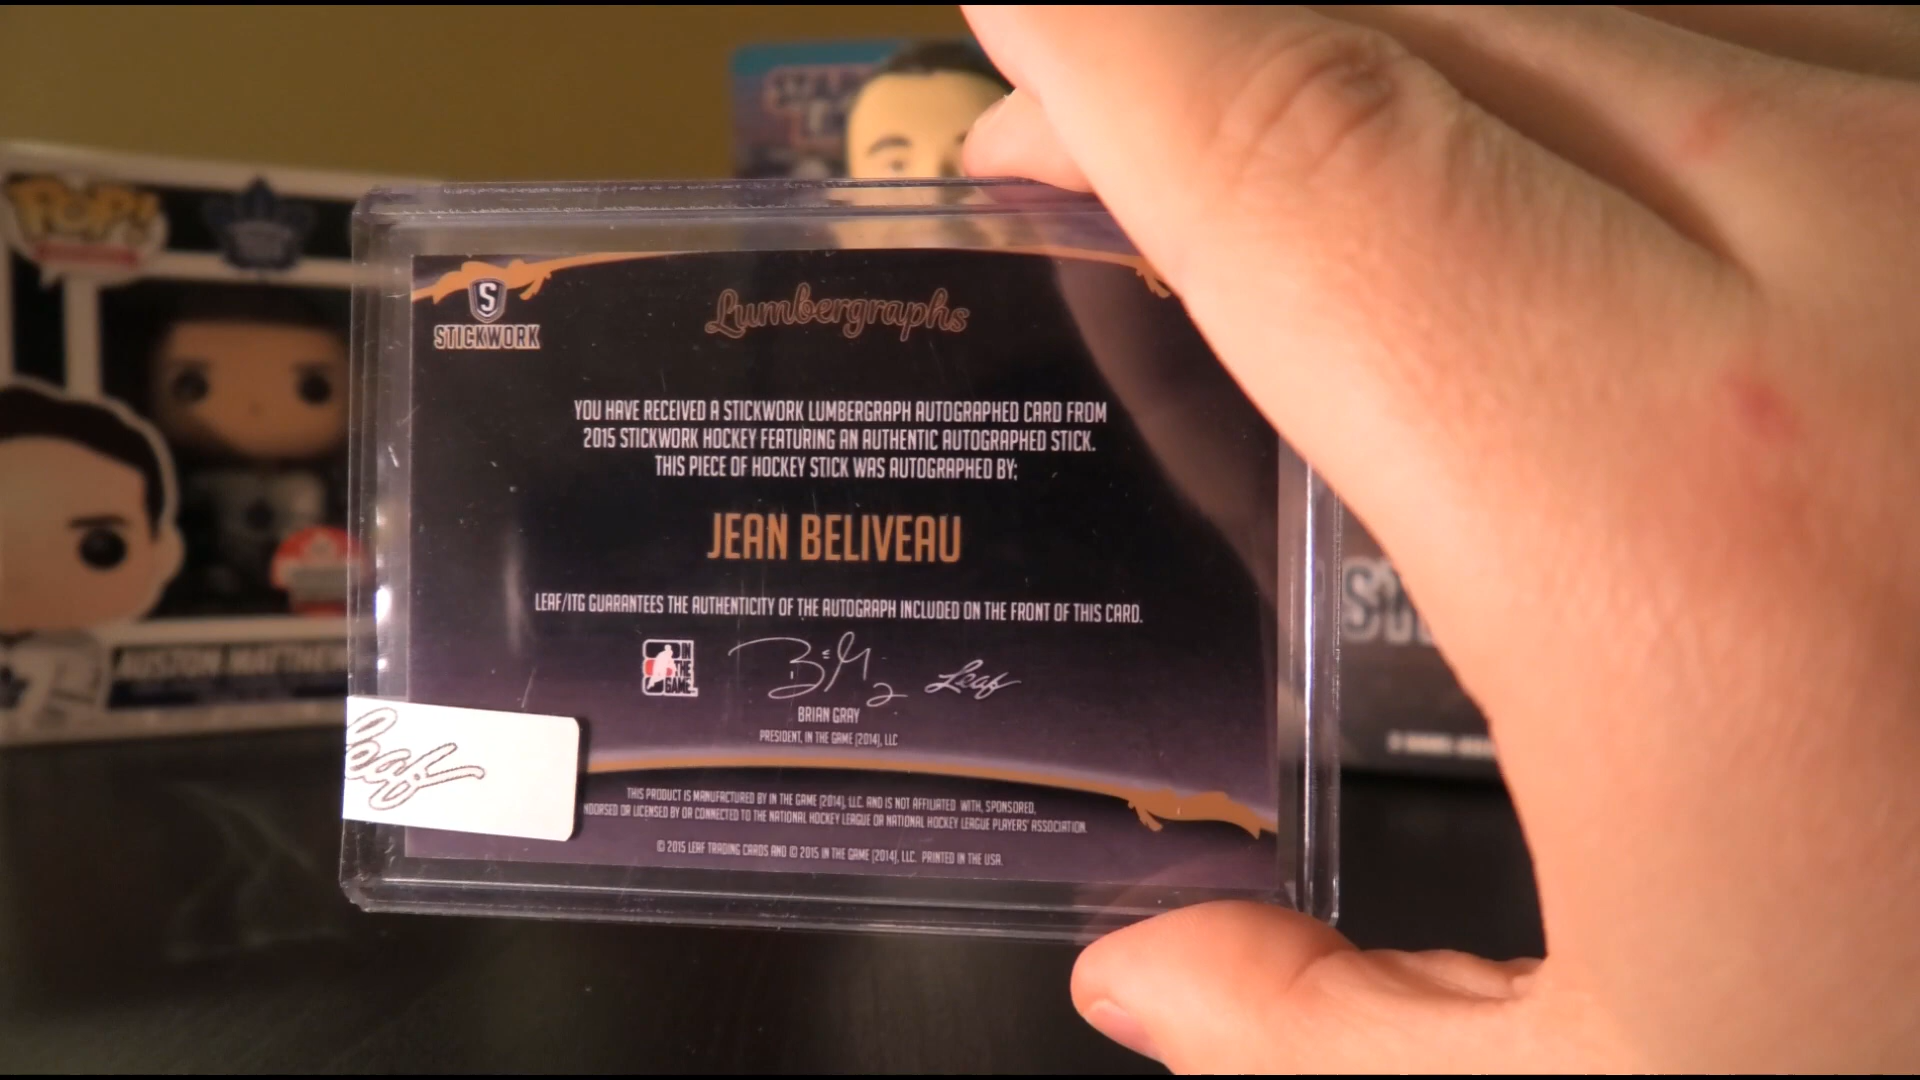 POP!
AUSTON MATTHEW
S
STICKWORK
Lumbergraphs
YOU HAVE RECEIVED A STICKWORK LUMBERGRAPH AUTOGRAPHED CARD FROM
2015 STICKWORK HOCKEY FEATURING AN AUTHENTIC AUTOGRAPHED STICK.
THIS PIECE OF HOCKEY STICK WAS AUTOGRAPHED BY:
JEAN BELIVEAU
LEAF/ITG GUARANTEES THE AUTHENTICITY OF THE AUTOGRAPH INCLUDED ON THE FRONT OF THIS CARD.
IN
THE
GAME
Leaf
BRIAN GRAY
PRESIDENT, IN THE GAME (2014), LLC
Leaf
THIS PRODUCT IS MANUFACTURED BY IN THE GAME (2014), LLC. AND IS NOT AFFILIATED WITH, SPONSORED,
NDORSED OR LICENSED BY OR CONNECTED TO THE NATIONAL HOCKEY LEAGUE OR NATIONAL HOCKEY LEAGUE PLAYERS' ASSOCIATION.
© 2015 LEAF TRADING CARDS AND © 2015 IN THE GAME (2014), LLC. PRINTED IN THE USA.